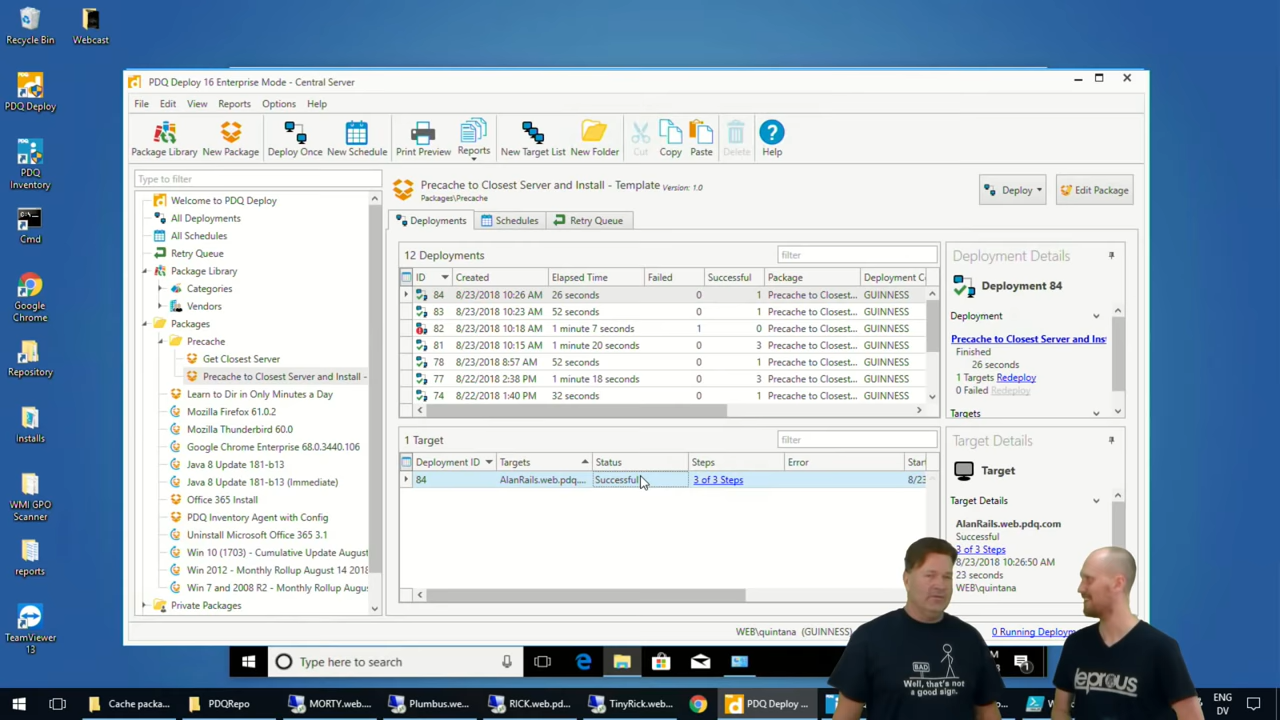 Recycle Bin
Webcast
PDQ Deploy
PDQ Inventory
Cmd
Google Chrome
Repository
Installs
WMI GPO Scanner
reports
TeamViewer 13
PDQ Deploy 16 Enterprise Mode - Central Server
File Edit View Reports Options Help
Package Library New Package Deploy Once New Schedule Print Preview Reports New Target List New Folder Cut Copy Paste Delete Help
Type to filter
Welcome to PDQ Deploy
All Deployments
All Schedules
Retry Queue
Package Library
Categories
Vendors
Packages
Precache
Get Closest Server
Precache to Closest Server and Install -
Learn to Dir in Only Minutes a Day
Mozilla Firefox 61.0.2
Mozilla Thunderbird 60.0
Google Chrome Enterprise 68.0.3440.106
Java 8 Update 181-b13
Java 8 Update 181-b13 (Immediate)
Office 365 Install
PDQ Inventory Agent with Config
Uninstall Microsoft Office 365 3.1
Win 10 (1703) - Cumulative Update August
Win 2012 - Monthly Rollup August 14 2018
Win 7 and 2008 R2 - Monthly Rollup Augus
Private Packages
Precache to Closest Server and Install - Template Version: 1.0
Packages\Precache
Deploy Edit Package
Deployments Schedules Retry Queue
12 Deployments filter
ID Created Elapsed Time Failed Successful Package Deployment C
84 8/23/2018 10:26 AM 26 seconds 0 1 Precache to Closest... GUINNESS
83 8/23/2018 10:23 AM 52 seconds 0 1 Precache to Closest... GUINNESS
82 8/23/2018 10:18 AM 1 minute 7 seconds 1 0 Precache to Closest... GUINNESS
81 8/23/2018 10:15 AM 1 minute 20 seconds 0 3 Precache to Closest... GUINNESS
78 8/23/2018 8:57 AM 52 seconds 0 1 Precache to Closest... GUINNESS
77 8/22/2018 2:38 PM 1 minute 18 seconds 0 3 Precache to Closest... GUINNESS
74 8/22/2018 1:40 PM 32 seconds 0 1 Precache to Closest... GUINNESS
1 Target filter
Deployment ID Targets Status Steps Error Start
84 AlanRails.web.pdq.... Successful 3 of 3 Steps 8/23
Deployment Details
Deployment 84
Deployment
Precache to Closest Server and Ins
Finished
26 seconds
1 Targets Redeploy
0 Failed Redeploy
Targets
Target Details
Target
Target Details
AlanRails.web.pdq.com
Successful
3 of 3 Steps
8/23/2018 10:26:50 AM
23 seconds
WEB\quintana
WEB\quintana (GUINNESS) 0 Running Deploym
Type here to search
BAD
Well, that's not
a good sign.
leprous
Cache packa... PDQRepo MORTY.web.... Plumbus.we... RICK.web.pd... TinyRick.web... PDQ Deploy ...
ENG
DV